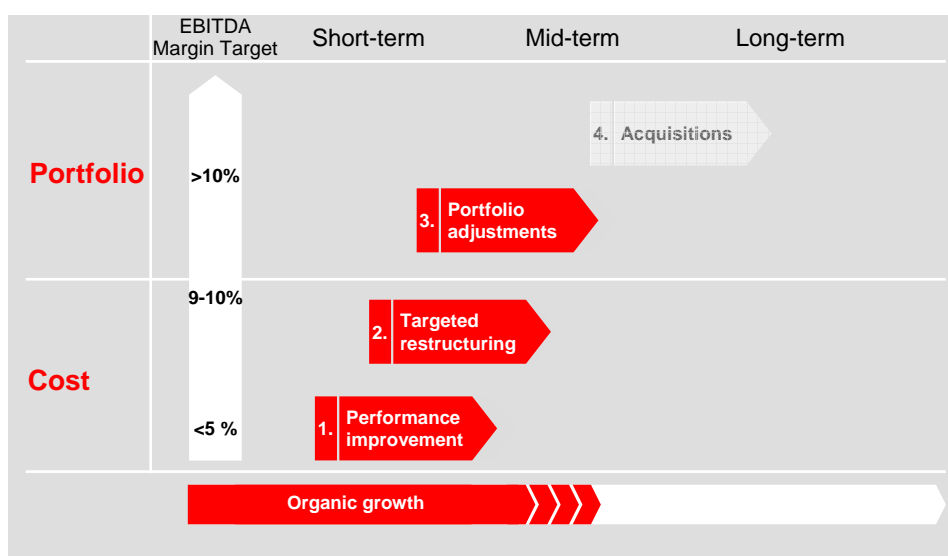 EBITDA
Margin Target
Short-term
Mid-term
Long-term
4. Acquisitions
Portfolio
>10%
3. Portfolio
adjustments
9-10%
2. Targeted
restructuring
Cost
<5 %
1. Performance
improvement
Organic growth